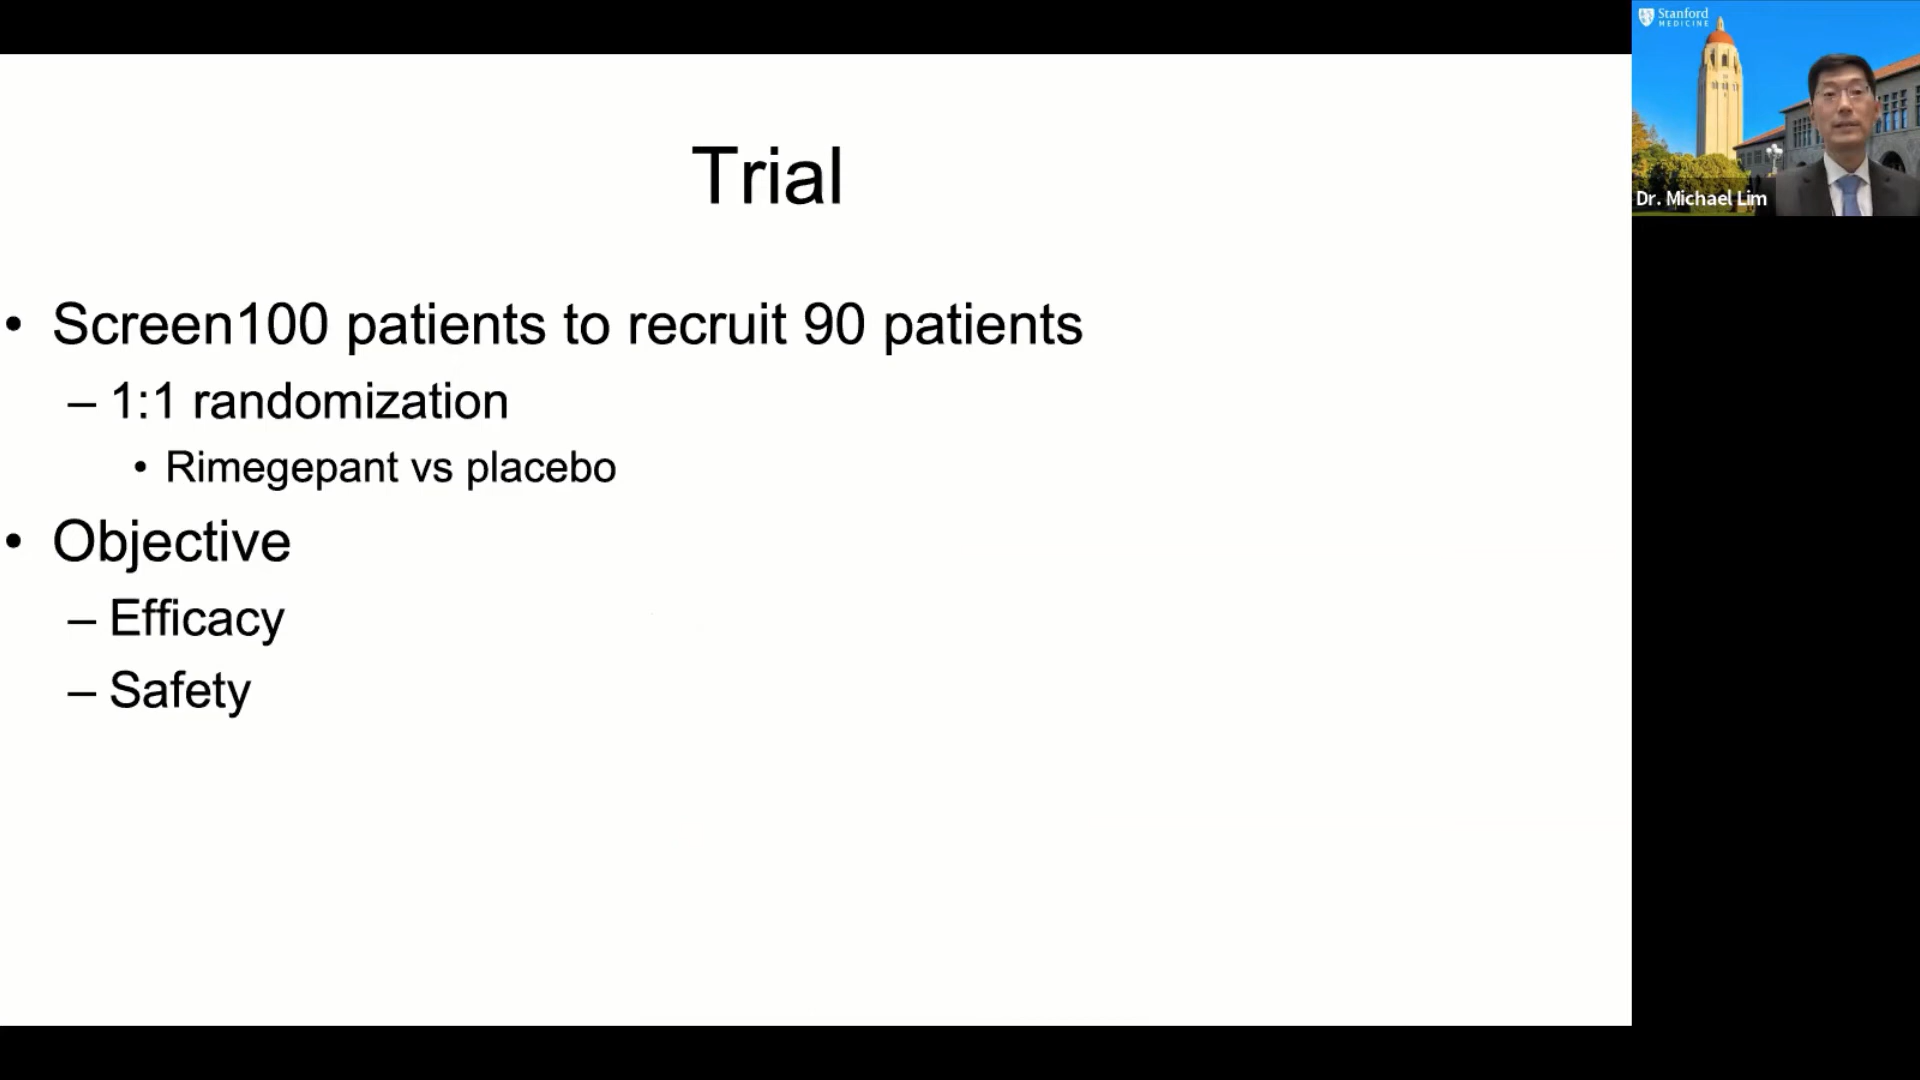 Trial
• Screen100 patients to recruit 90 patients
– 1:1 randomization
• Rimegepant vs placebo
• Objective
– Efficacy
– Safety
Stanford
MEDICINE
Dr. Michael Lim